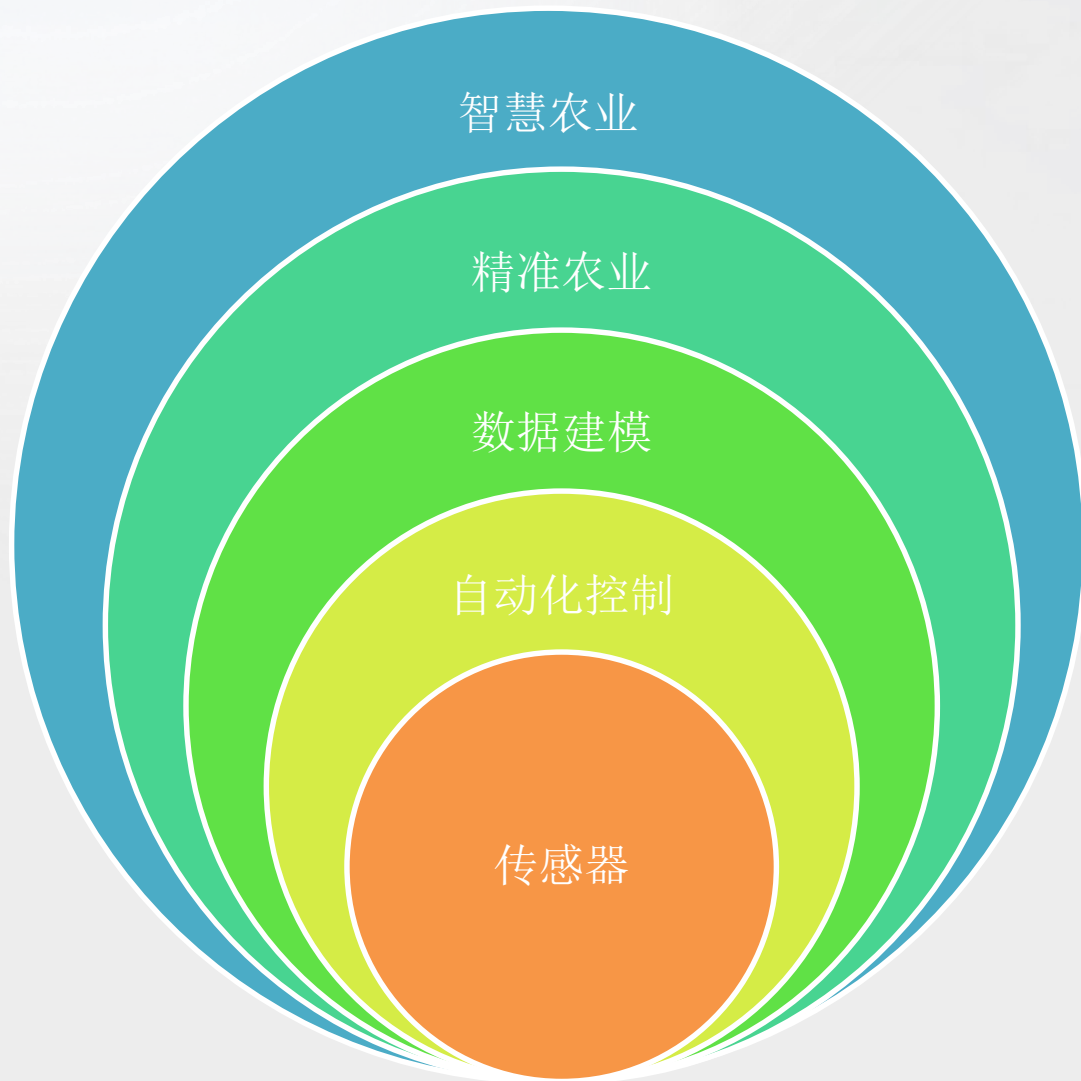 智慧农业
精准农业
数据建模
自动化控制
传感器